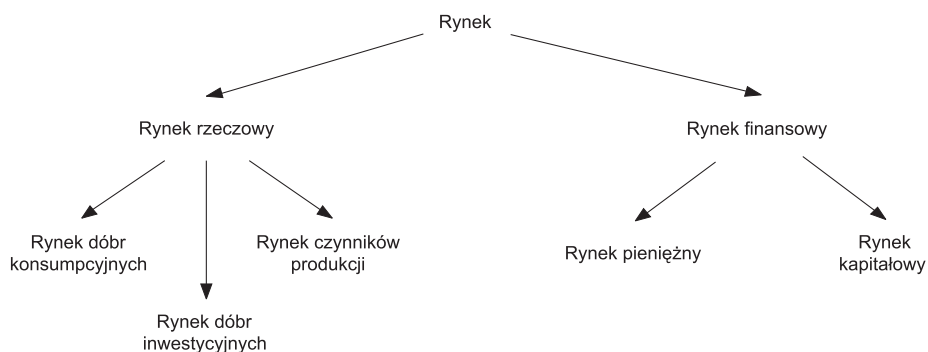 Rynek
Rynek rzeczowy
Rynek finansowy
Rynek dóbr
konsumpcyjnych
Rynek czynników
produkcji
Rynek pieniężny
Rynek
kapitałowy
Rynek dóbr
inwestycyjnych